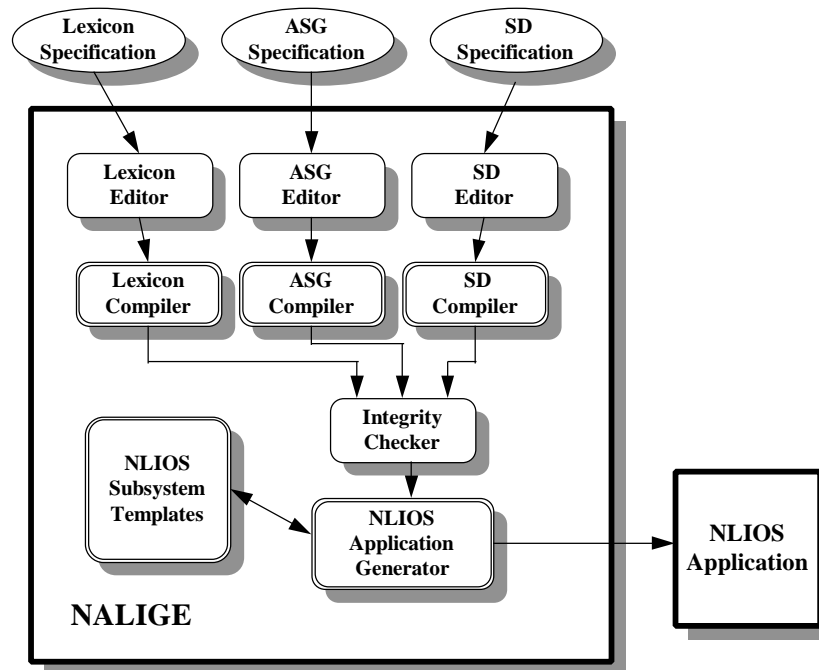 Lexicon
Specification
ASG
Specification
SD
Specification
Lexicon
Editor
ASG
Editor
SD
Editor
Lexicon
Compiler
ASG
Compiler
SD
Compiler
Integrity
Checker
NLIOS
Subsystem
Templates
NLIOS
Application
Generator
NLIOS
Application
NALIGE